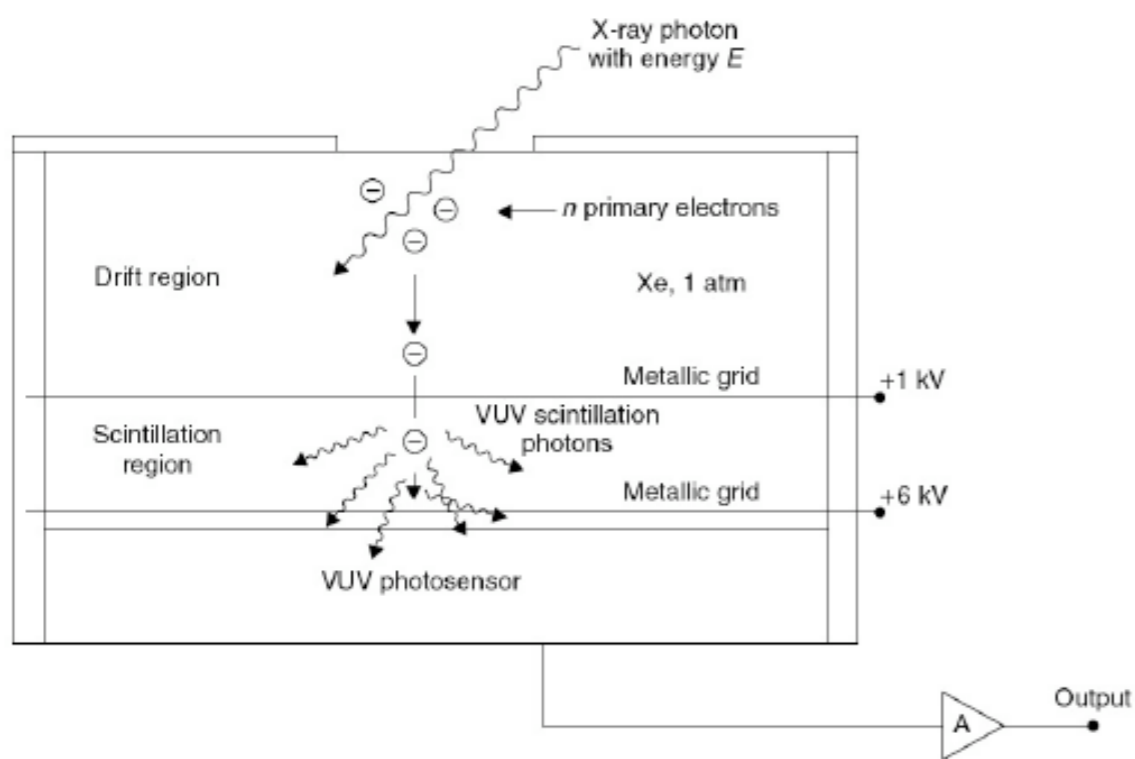 X-ray photon
with energy E
n primary electrons
Drift region
Xe, 1 atm
Metallic grid
+1 kV
VUV scintillation
photons
Scintillation
region
Metallic grid
+6 kV
VUV photosensor
Output
A